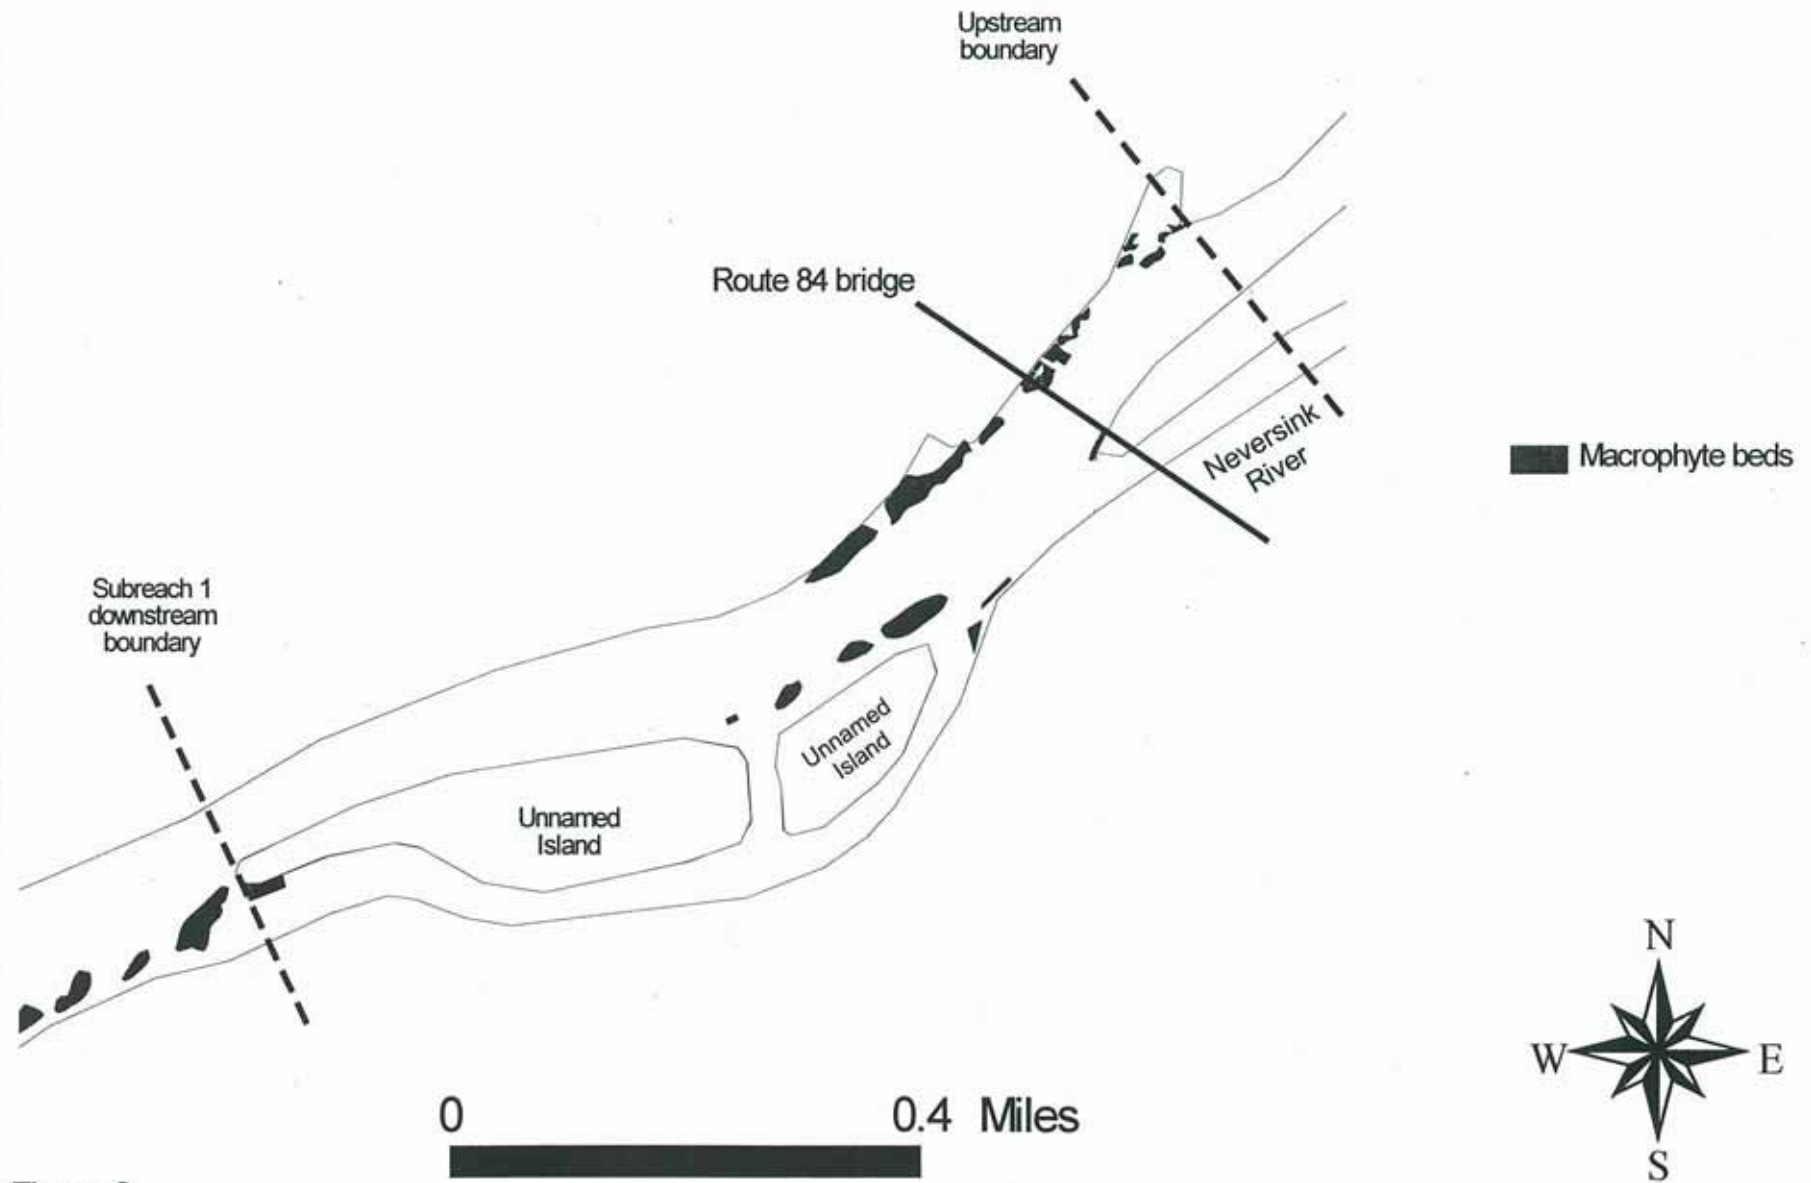 Upstream
boundary
Route 84 bridge
Neversink
River
Macrophyte beds
Subreach 1
downstream
boundary
Unnamed
Island
Unnamed
Island
N
W E
S
0 0.4 Miles